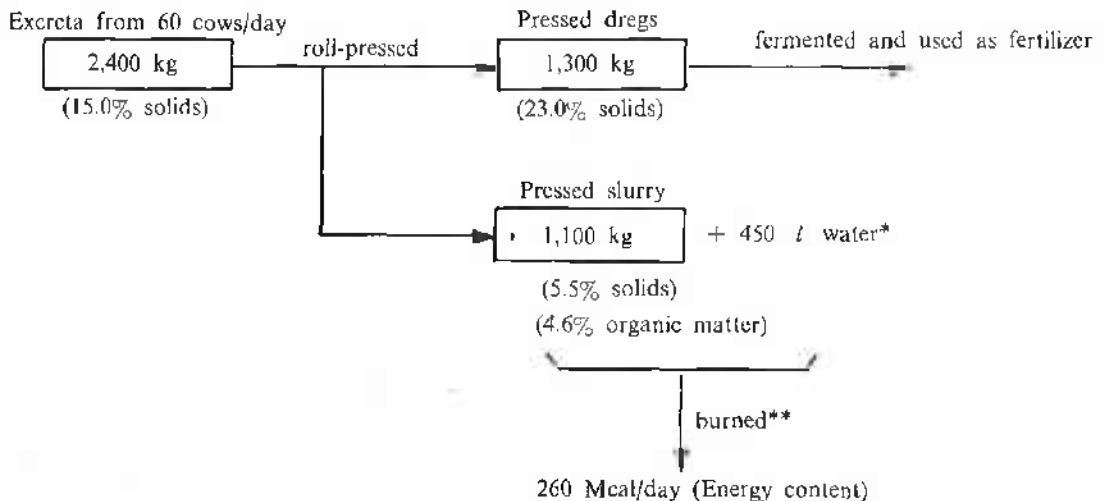 Excreta from 60 cows/day
2,400 kg
(15.0% solids)
roll-pressed
Pressed dregs
1,300 kg
(23.0% solids)
fermented and used as fertilizer
Pressed slurry
1,100 kg
+ 450 l water*
(5.5% solids)
(4.6% organic matter)
burned**
260 Mcal/day (Energy content)